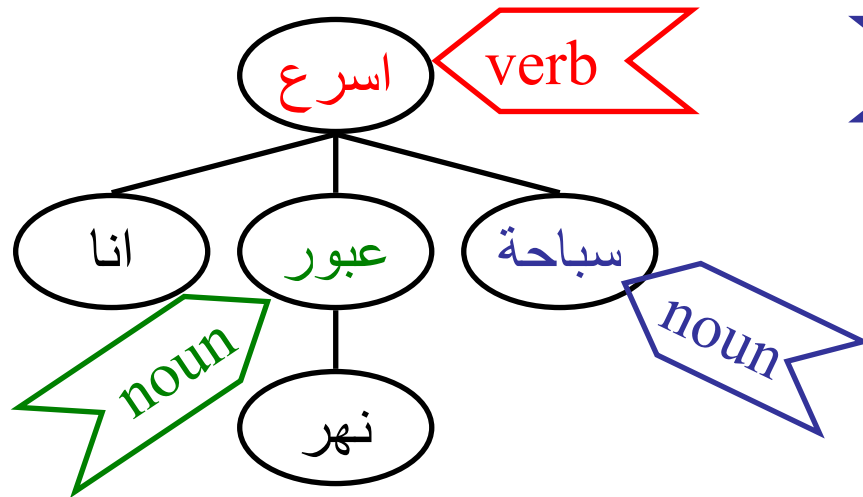 اسرع
verb
انا
عبور
سباحة
noun
noun
نهر